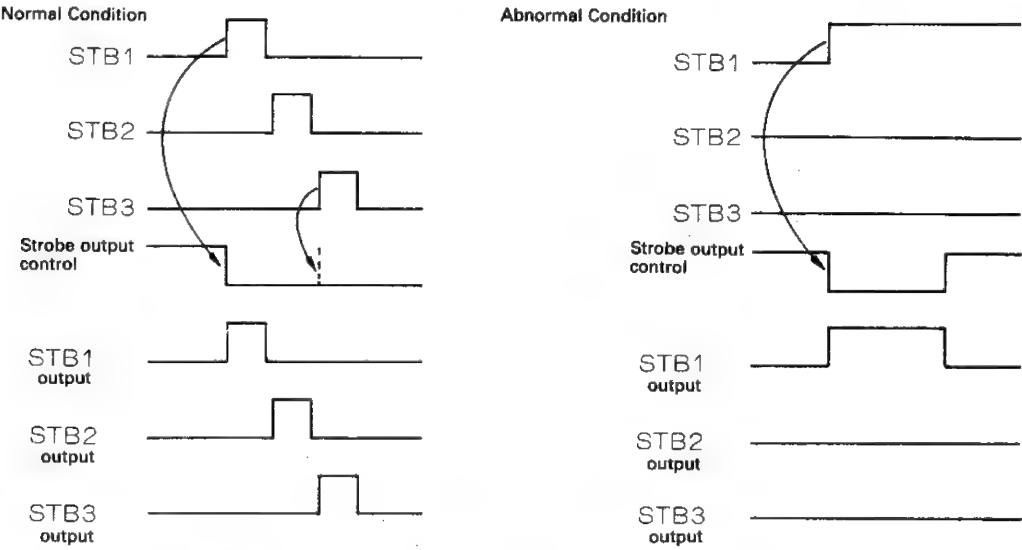 Normal Condition
STB1
STB2
STB3
Strobe output
control
STB1
output
STB2
output
STB3
output
Abnormal Condition
STB1
STB2
STB3
Strobe output
control
STB1
output
STB2
output
STB3
output